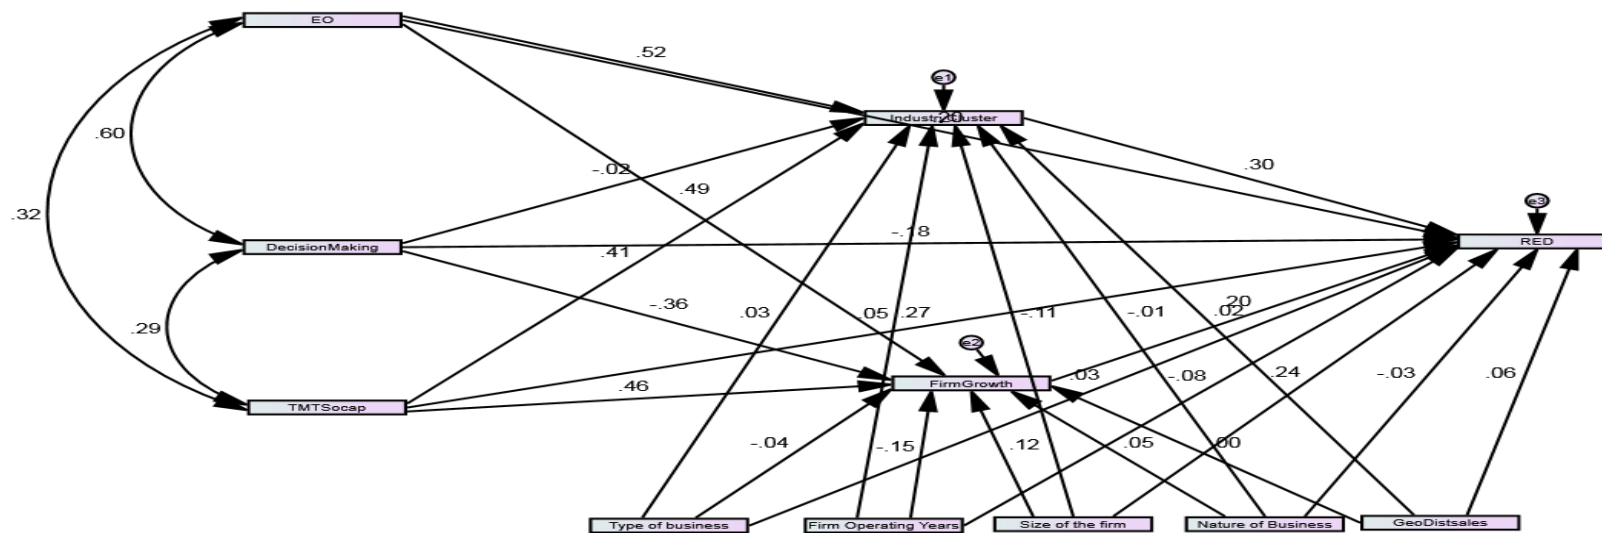 EO
.52
e1
IndustryCluster
.20
.60
-.02
.30
.49
e3
.32
DecisionMaking
-.18
RED
.41
-.36
.03
.05
.27
-.11
-.01
.20
.02
.29
e2
FirmGrowth
.03
-.08
.24
-.03
.06
.46
TMTSocap
-.04
-.15
.12
.05
.00
Type of business
Firm Operating Years
Size of the firm
Nature of Business
GeoDistsales